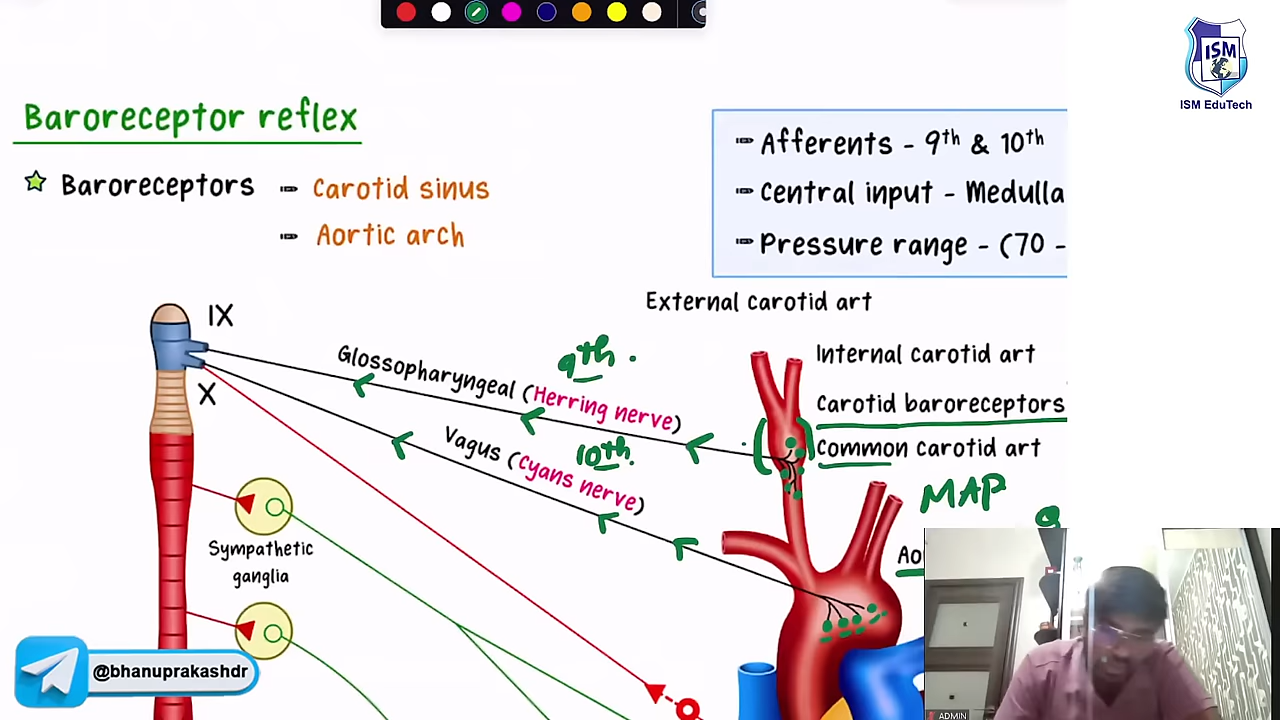 ISM
ISM EduTech
Baroreceptor reflex
Baroreceptors
Carotid sinus
Aortic arch
Afferents - 9th & 10th
Central input - Medulla
Pressure range - (70 -
External carotid art
IX
Glossopharyngeal (Herring nerve)
9th
Internal carotid art
X
Carotid baroreceptors
Vagus (Cyans nerve)
10th
Common carotid art
MAP
Sympathetic
ganglia
@bhanuprakashdr
ADMIN